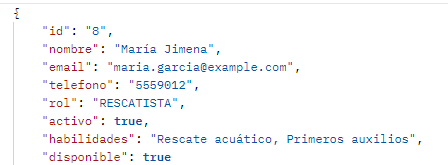 {
"id": "8",
"nombre": "María Jimena",
"email": "maria.garcia@example.com",
"telefono": "5559012",
"rol": "RESCATISTA",
"activo": true,
"habilidades": "Rescate acuático, Primeros auxilios",
"disponible": true